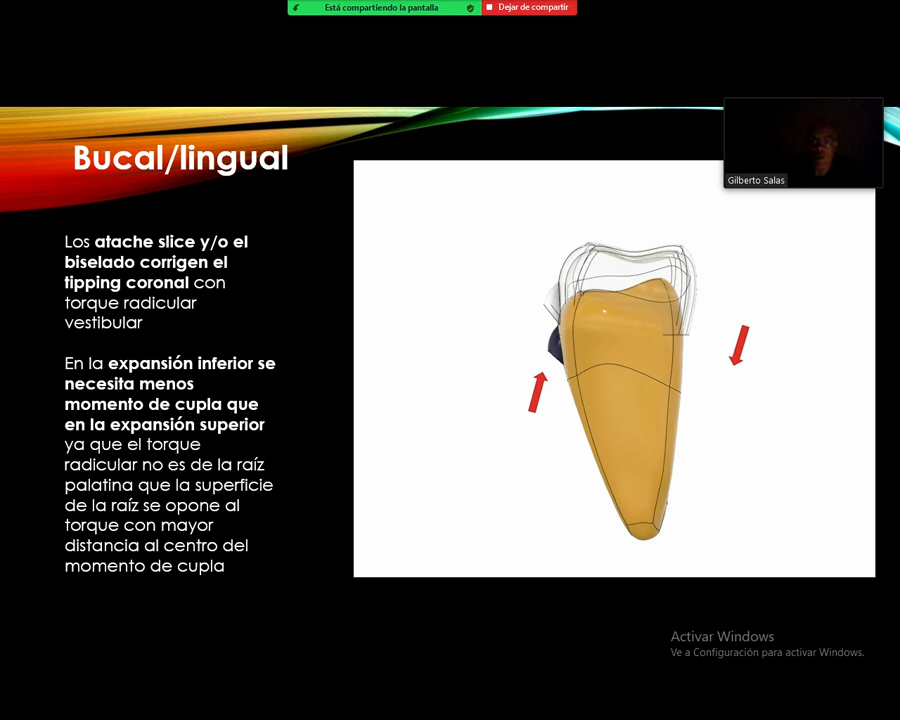 Está compartiendo la pantalla
Dejar de compartir
Bucal/lingual
Gilberto Salas
Los atache slice y/o el
biselado corrigen el
tipping coronal con
torque radicular
vestibular
En la expansión inferior se
necesita menos
momento de cupla que
en la expansión superior
ya que el torque
radicular no es de la raíz
palatina que la superficie
de la raíz se opone al
torque con mayor
distancia al centro del
momento de cupla
Activar Windows
Ve a Configuración para activar Windows.